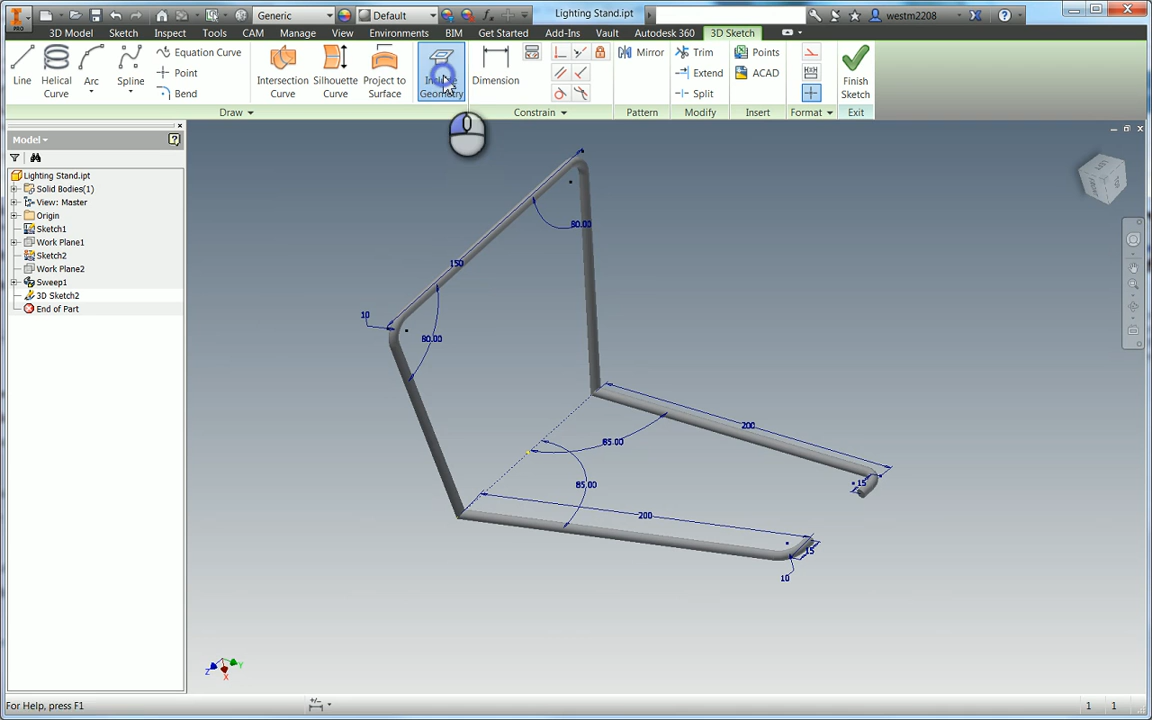 PRO
Generic
Default
Lighting Stand.ipt
westm2208
3D Model
Sketch
Inspect
Tools
Manage
View
Environments
BIM
Get Started
Add-Ins
Vault
Autodesk 360
3D Sketch
Line
Helical Curve
Arc
Spline
Equation Curve
Point
Bend
Intersection Curve
Silhouette Curve
Project to Surface
Include Geometry
Dimension
Mirror
Trim
Extend
Split
Points
ACAD
Finish Sketch
Draw
Constrain
Pattern
Modify
Insert
Format
Exit
Model
Lighting Stand.ipt
Solid Bodies(1)
View: Master
Origin
Sketch1
Work Plane1
Sketch2
Work Plane2
Sweep1
3D Sketch2
End of Part
80.00
150
10
80.00
200
85.00
85.00
15
200
15
10
Z
Y
X
For Help, press F1
1
1